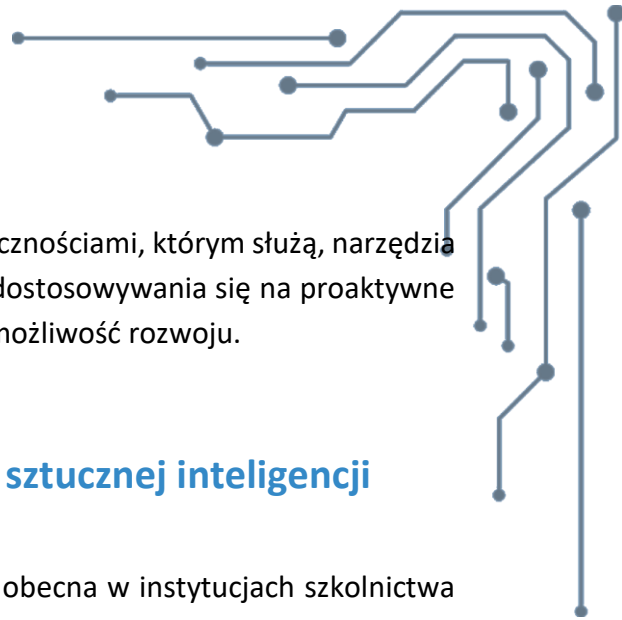 cznościami, którym służą, narzędzia
dostosowywania się na proaktywne
możliwość rozwoju.
sztucznej inteligencji
obecna w instytucjach szkolnictwa